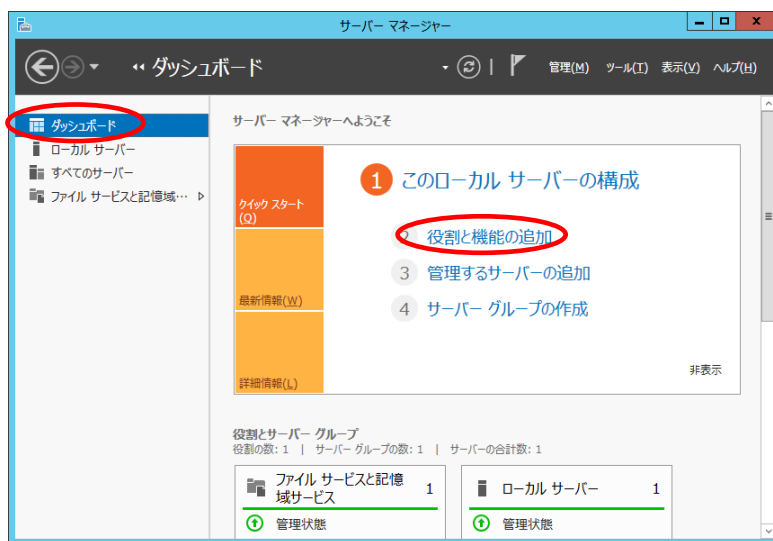 サーバー マネージャー
ダッシュボード
管理(M) ツール(T) 表示(V) ヘルプ(H)
ダッシュボード
ローカル サーバー
すべてのサーバー
ファイル サービスと記憶域…
サーバー マネージャーへようこそ
クイック スタート
(Q)
最新情報(W)
詳細情報(L)
1 このローカル サーバーの構成
2 役割と機能の追加
3 管理するサーバーの追加
4 サーバー グループの作成
非表示
役割とサーバー グループ
役割の数: 1 | サーバー グループの数: 1 | サーバーの合計数: 1
ファイル サービスと記憶
域サービス
1
管理状態
ローカル サーバー 1
管理状態